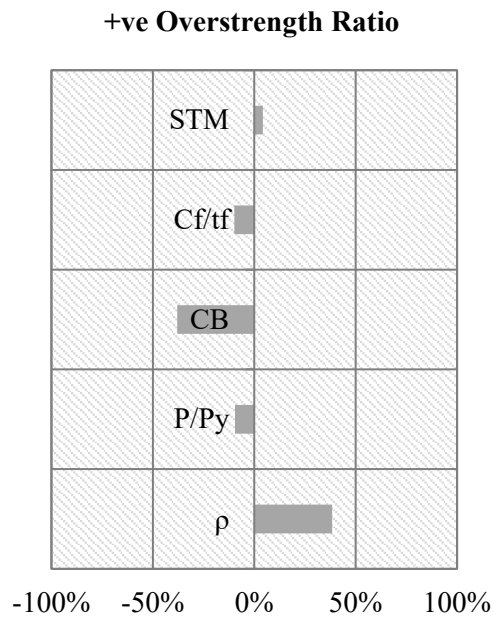 +ve Overstrength Ratio
STM
Cf/tf
CB
P/Py
ρ
-100% -50% 0% 50% 100%